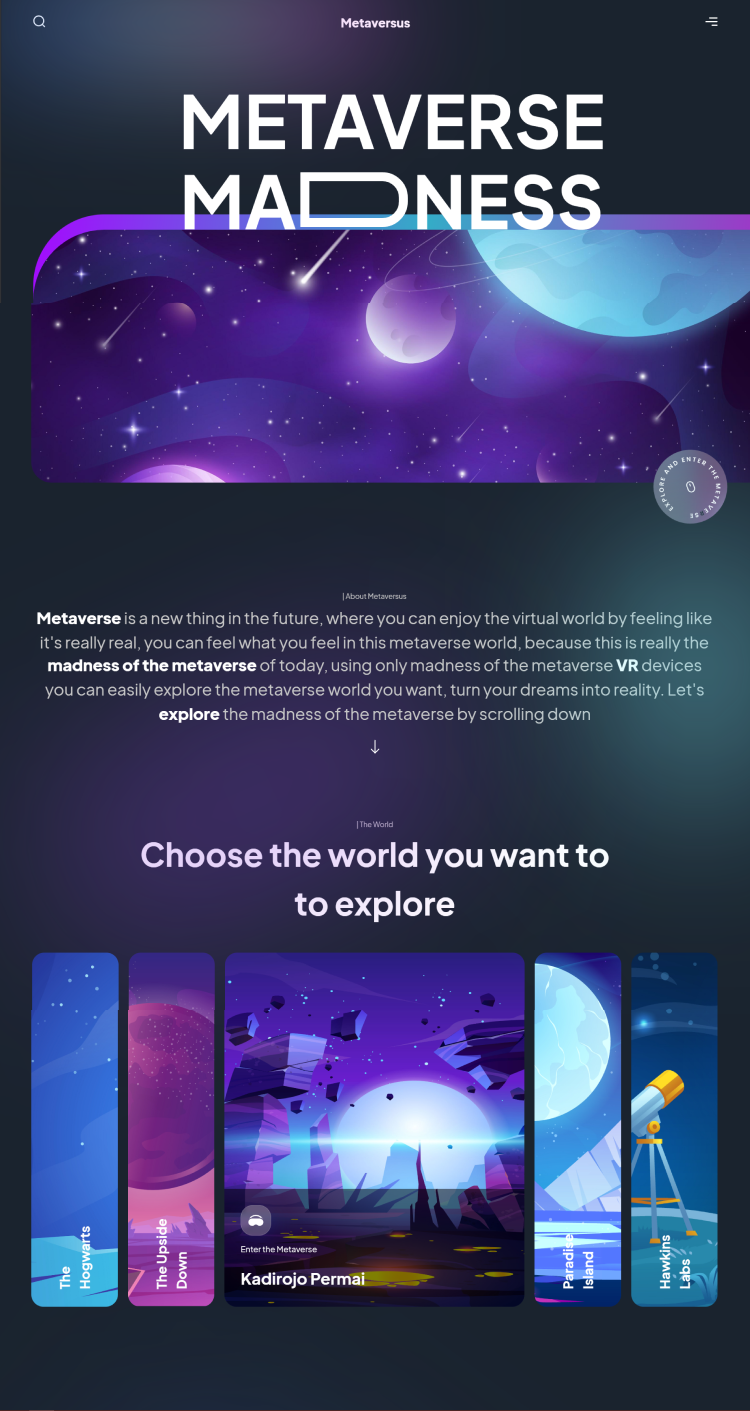 Metaversus
METAVERSE
MADNESS
EXPLORE AND ENTER THE METAVERSE
| About Metaversus
Metaverse is a new thing in the future, where you can enjoy the virtual world by feeling like
it's really real, you can feel what you feel in this metaverse world, because this is really the
madness of the metaverse of today, using only madness of the metaverse VR devices
you can easily explore the metaverse world you want, turn your dreams into reality. Let's
explore the madness of the metaverse by scrolling down
| The World
Choose the world you want to
to explore
The
Hogwarts
The Upside
Down
Enter the Metaverse
Kadirojo Permai
Paradise
Island
Hawkins
Labs